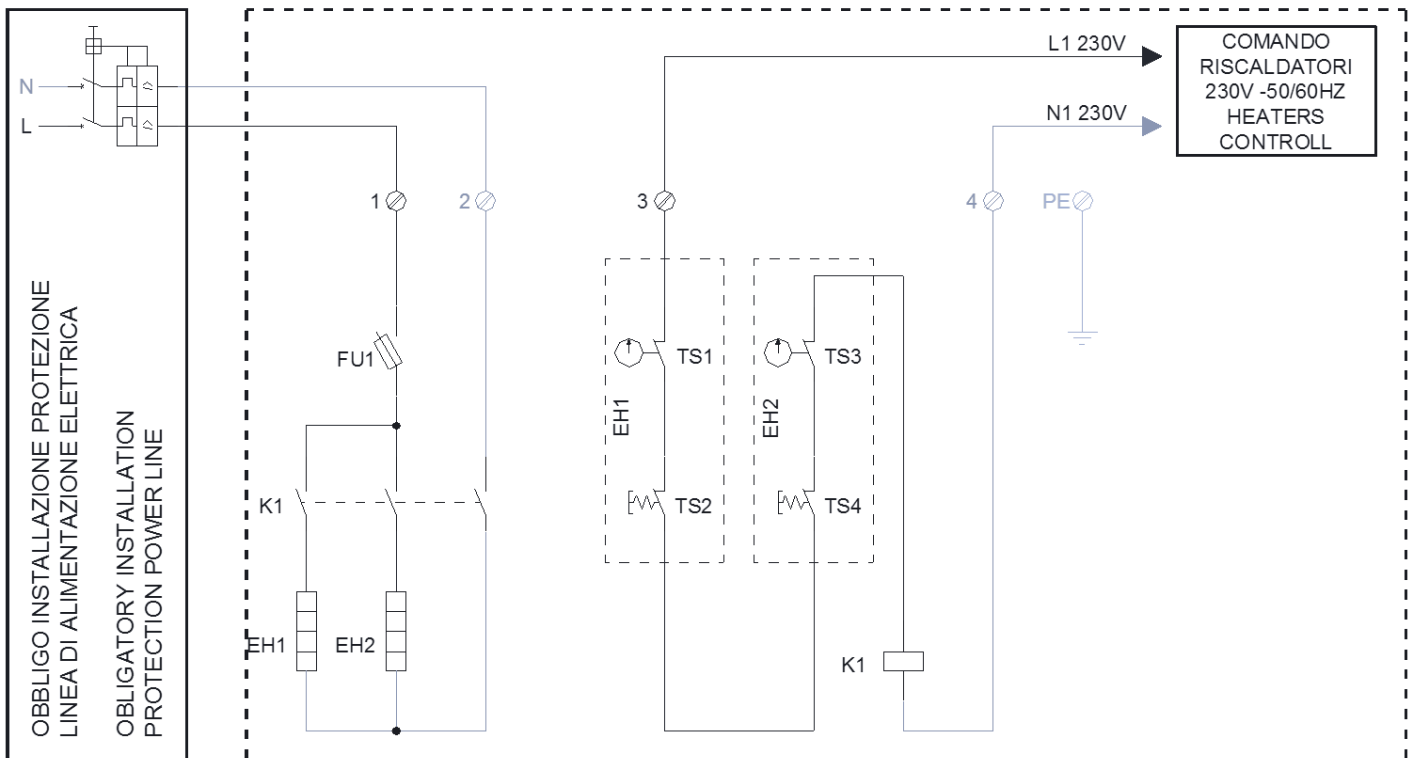 N
L
OBBLIGO INSTALLAZIONE PROTEZIONE
LINEA DI ALIMENTAZIONE ELETTRICA
OBLIGATORY INSTALLATION
PROTECTION POWER LINE
L1 230V
N1 230V
COMANDO
RISCALDATORI
230V -50/60HZ
HEATERS
CONTROLL
1
2
3
4
PE
FU1
K1
EH1
EH2
EH1
TS1
TS2
EH2
TS3
TS4
K1